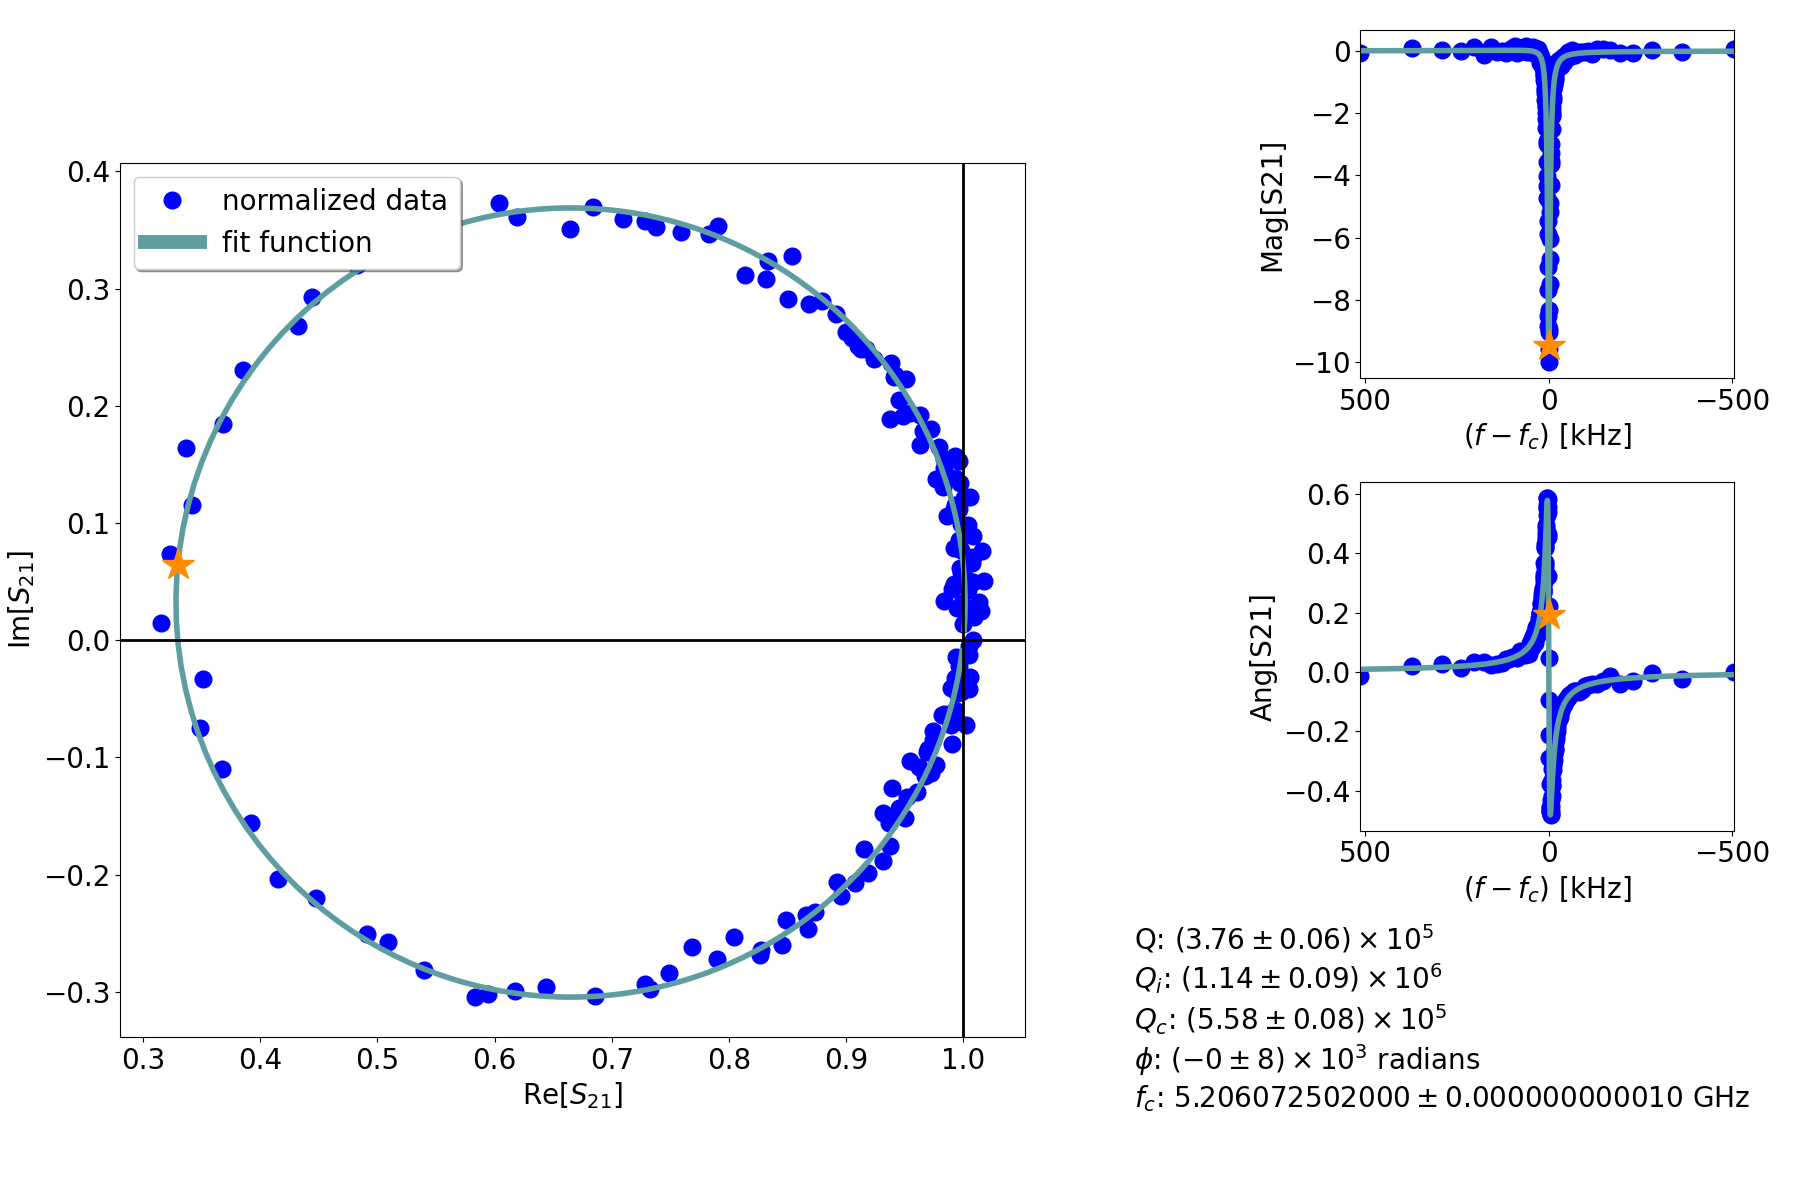 normalized data
fit function
0.4
0.3
0.2
0.1
0.0
−0.1
−0.2
−0.3
Im[S21]
0.3 0.4 0.5 0.6 0.7 0.8 0.9 1.0
Re[S21]
0
−2
−4
−6
−8
−10
Mag[S21]
500 0 −500
(f − fc) [kHz]
0.6
0.4
0.2
0.0
−0.2
−0.4
Ang[S21]
500 0 −500
(f − fc) [kHz]
Q: (3.76 ± 0.06) × 10^5
Qi: (1.14 ± 0.09) × 10^6
Qc: (5.58 ± 0.08) × 10^5
ϕ: (−0 ± 8) × 10^3 radians
fc: 5.206072502000 ± 0.000000000010 GHz